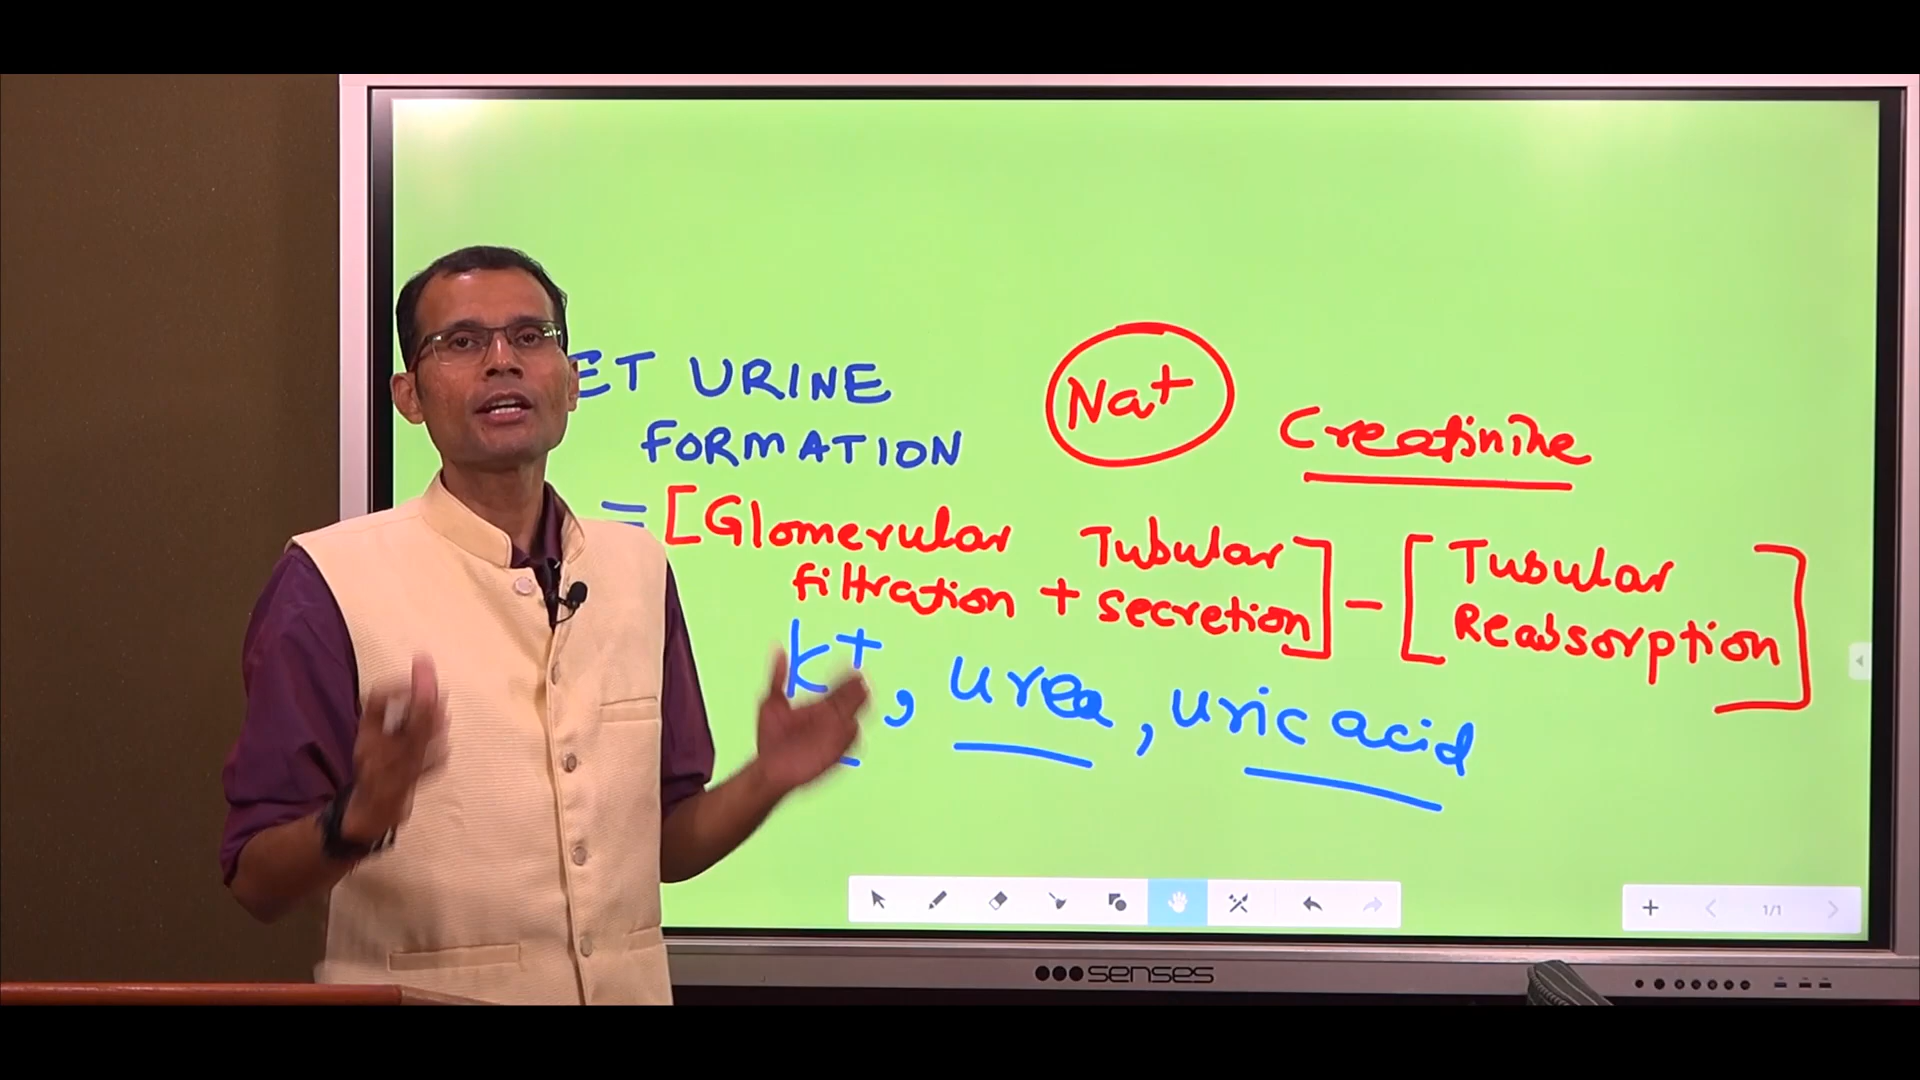 ET URINE
FORMATION
Na+
Creatinine
= [Glomerular Tubular] - [Tubular
filtration + secretion] Reabsorption]
K+, urea, uric acid
1/1
senses